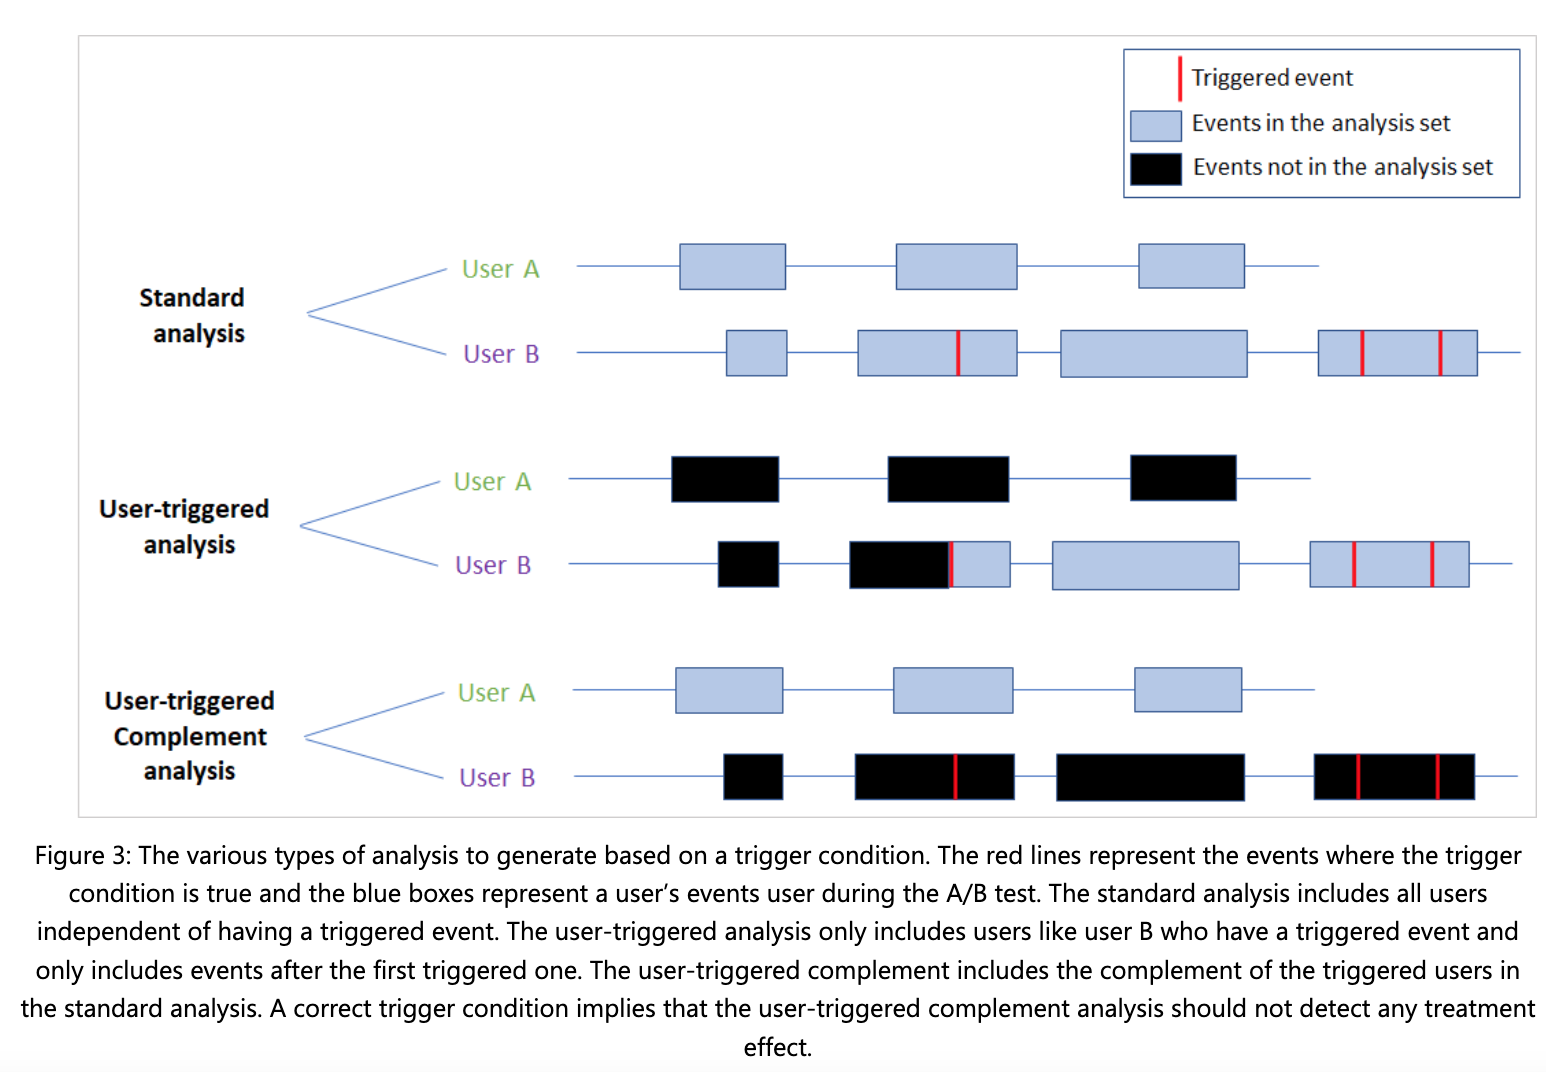 Triggered event
Events in the analysis set
Events not in the analysis set
Standard
analysis
User A
User B
User-triggered
analysis
User A
User B
User-triggered
Complement
analysis
User A
User B
Figure 3: The various types of analysis to generate based on a trigger condition. The red lines represent the events where the trigger
condition is true and the blue boxes represent a user’s events user during the A/B test. The standard analysis includes all users
independent of having a triggered event. The user-triggered analysis only includes users like user B who have a triggered event and
only includes events after the first triggered one. The user-triggered complement includes the complement of the triggered users in
the standard analysis. A correct trigger condition implies that the user-triggered complement analysis should not detect any treatment
effect.